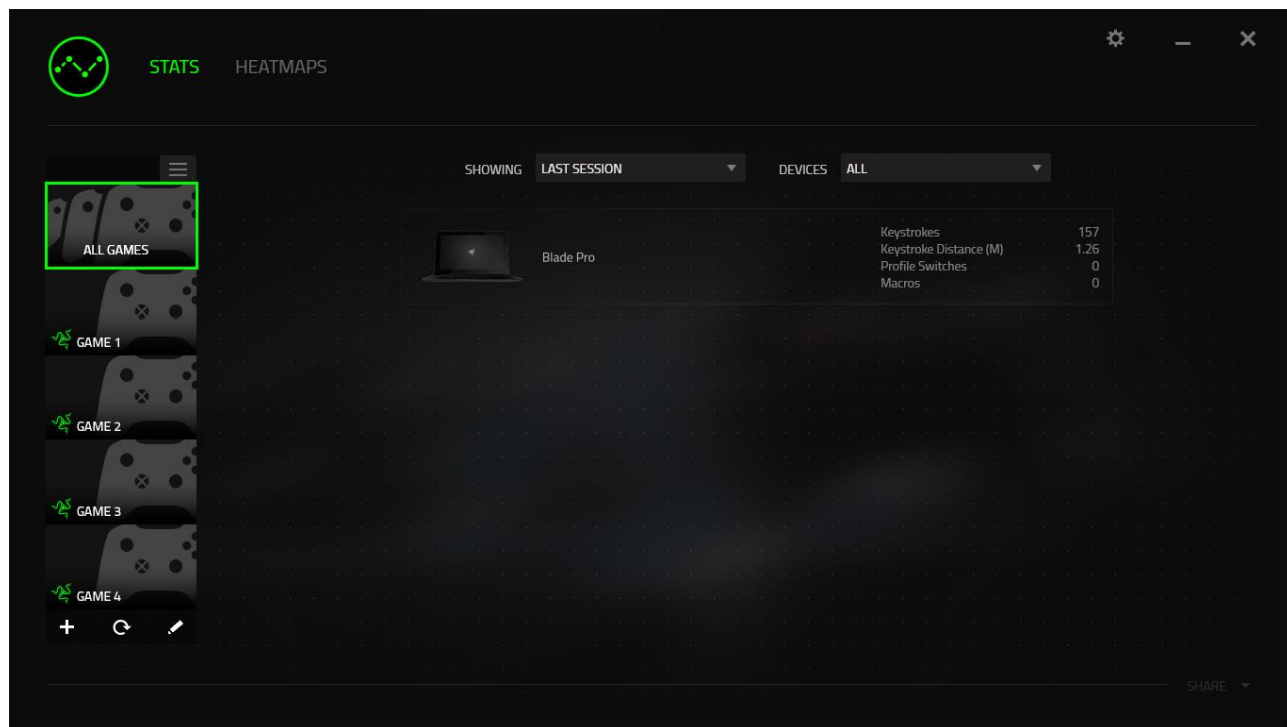 STATS HEATMAPS
SHOWING LAST SESSION DEVICES ALL
ALL GAMES
Blade Pro
Keystrokes 157
Keystroke Distance (M) 1.26
Profile Switches 0
Macros 0
GAME 1
GAME 2
GAME 3
GAME 4
SHARE